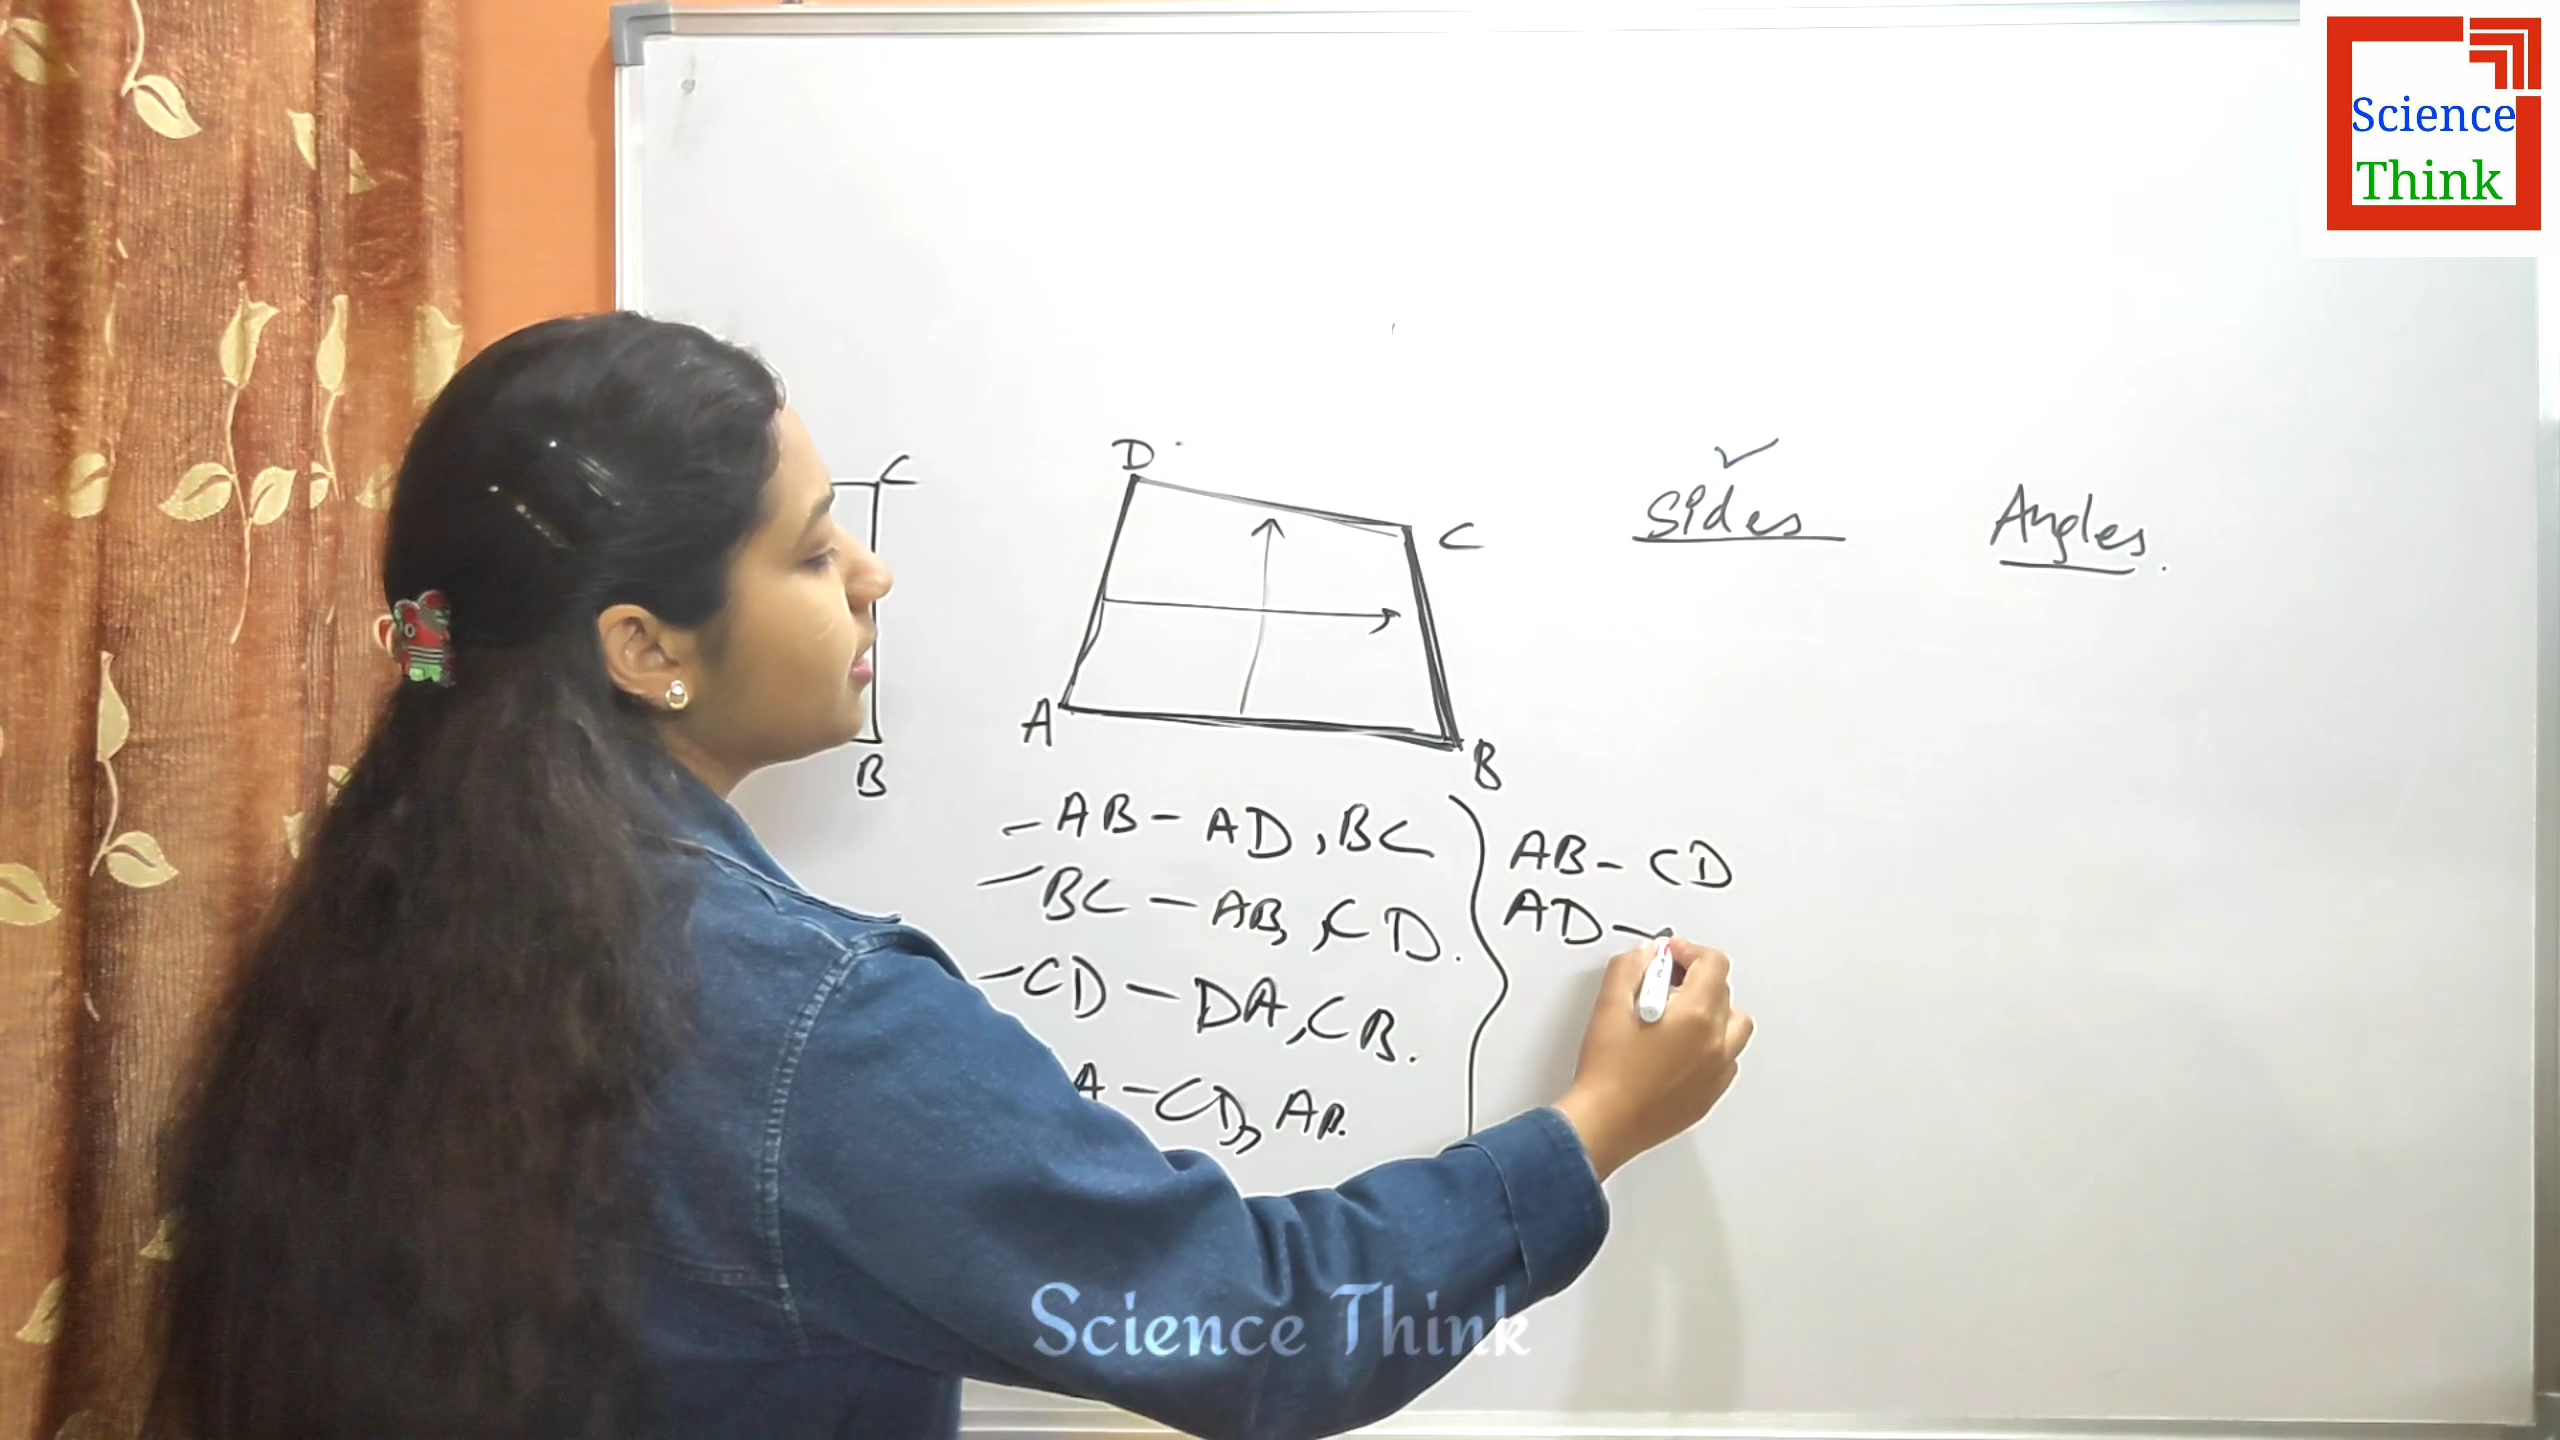 Science
Think
D
C
C
Sides
Angles.
A
B
B
AB - AD, BC
BC - AB, CD.
CD - DA, CB.
A - CD, AB.
AB - CD
AD -
Science Think